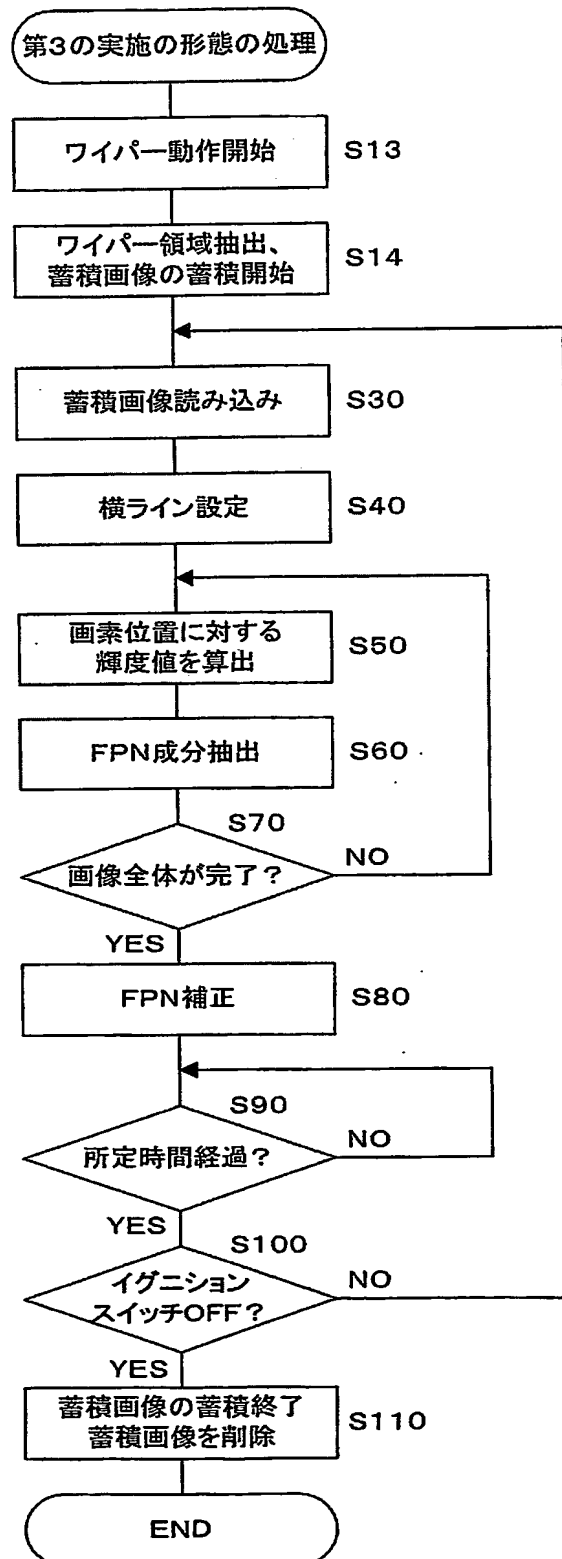 第3の実施の形態の処理
ワイパー動作開始
S13
ワイパー領域抽出、
蓄積画像の蓄積開始
S14
蓄積画像読み込み
S30
横ライン設定
S40
画素位置に対する
輝度値を算出
S50
FPN成分抽出
S60
S70
画像全体が完了？
NO
YES
FPN補正
S80
S90
所定時間経過？
NO
YES
S100
イグニション
スイッチOFF？
NO
YES
蓄積画像の蓄積終了
蓄積画像を削除
S110
END